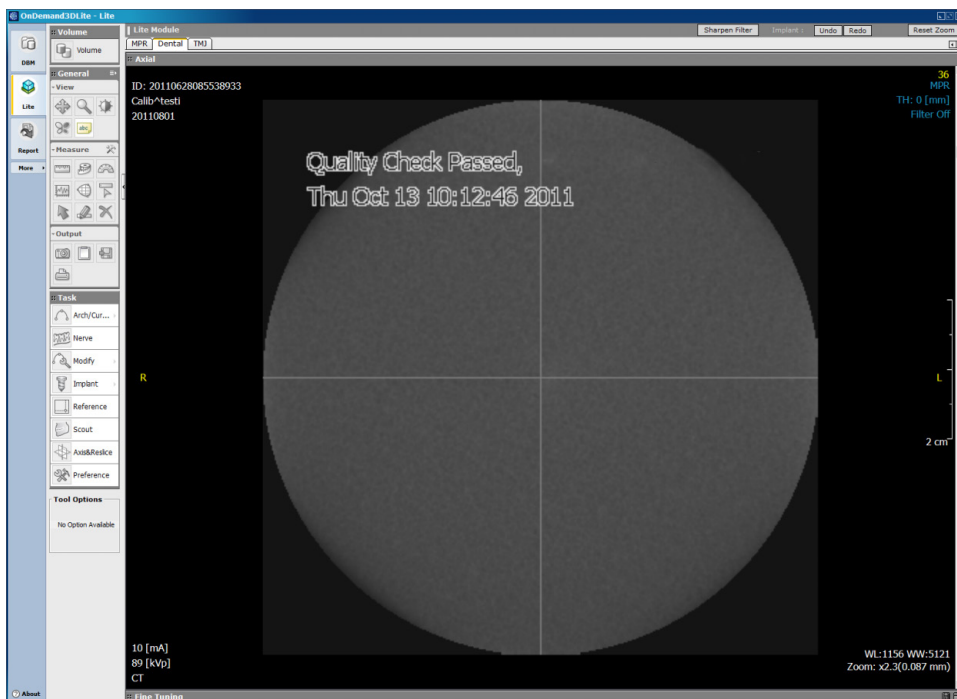 OnDemand3DLite - Lite
DBM
Lite
Report
More
About
Volume
Volume
General
View
Measure
Output
Task
Arch/Cur...
Nerve
Modify
Implant
Reference
Scout
Axis&Reslice
Preference
Tool Options
No Option Available
Lite Module
Sharpen Filter
Implant :
Undo
Redo
Reset Zoom
MPR
Dental
TMJ
Axial
ID: 20110628085538933
Calib^testi
20110801
36
MPR
TH: 0 [mm]
Filter Off
Quality Check Passed,
Thu Oct 13 10:12:46 2011
R
L
2 cm
10 [mA]
89 [kVp]
CT
WL:1156 WW:5121
Zoom: x2.3(0.087 mm)
Fine Tuning